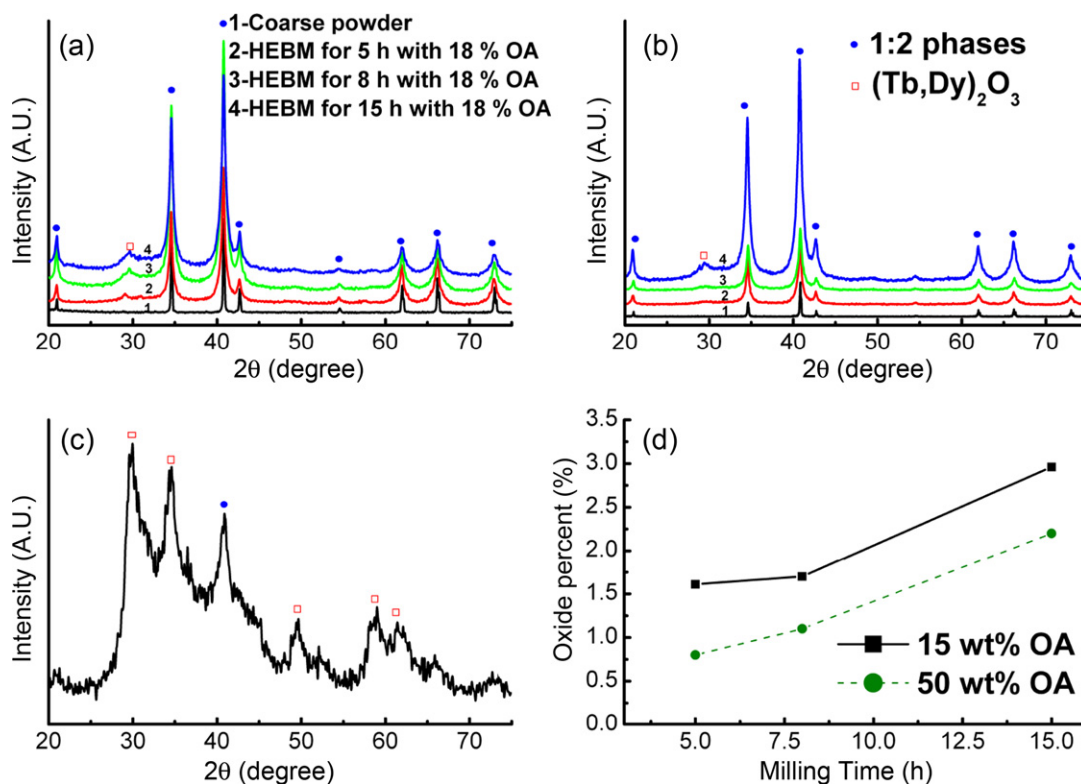 (a)
1-Coarse powder
2-HEBM for 5 h with 18 % OA
3-HEBM for 8 h with 18 % OA
4-HEBM for 15 h with 18 % OA
4
3
2
1
Intensity (A.U.)
20 30 40 50 60 70
2θ (degree)
(b)
1:2 phases
(Tb,Dy)₂O₃
4
3
2
1
Intensity (A.U.)
20 30 40 50 60 70
2θ (degree)
(c)
Intensity (A.U.)
20 30 40 50 60 70
2θ (degree)
(d)
3.5
3.0
2.5
2.0
1.5
1.0
0.5
0.0
Oxide percent (%)
15 wt% OA
50 wt% OA
5.0 7.5 10.0 12.5 15.0
Milling Time (h)